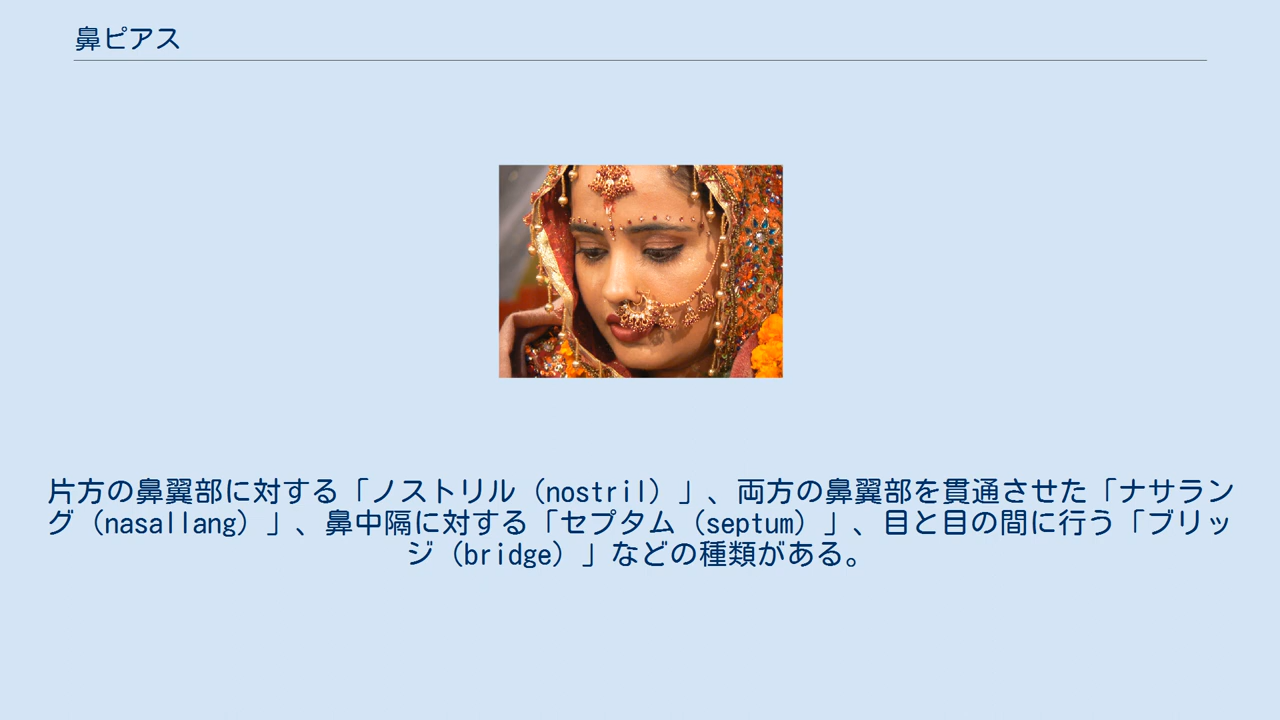 鼻ピアス
片方の鼻翼部に対する「ノストリル（nostril）」、両方の鼻翼部を貫通させた「ナサラン
グ（nasallang）」、鼻中隔に対する「セプタム（septum）」、目と目の間に行う「ブリッ
ジ（bridge）」などの種類がある。